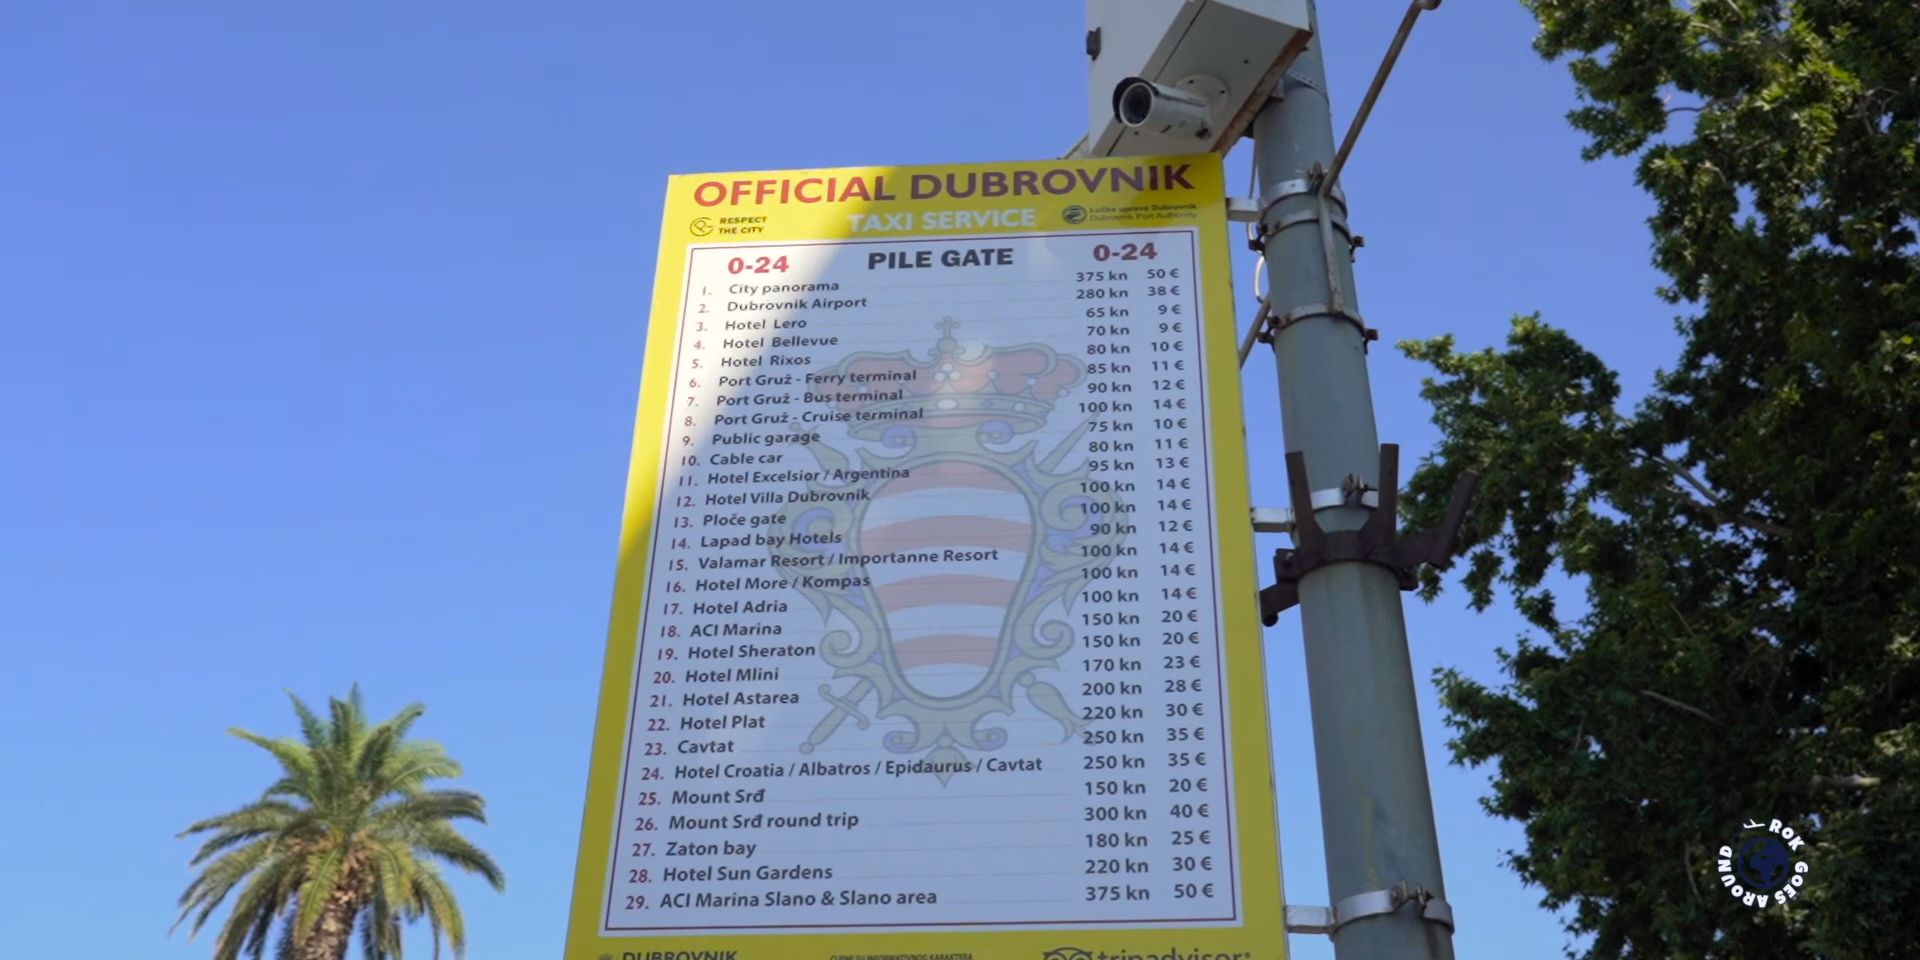 OFFICIAL DUBROVNIK
RESPECT THE CITY
TAXI SERVICE
Lučka uprava Dubrovnik
Dubrovnik Port Authority
0-24 PILE GATE 0-24
1. City panorama 375 kn 50 €
2. Dubrovnik Airport 280 kn 38 €
3. Hotel Lero 65 kn 9 €
4. Hotel Bellevue 70 kn 9 €
5. Hotel Rixos 80 kn 10 €
6. Port Gruž - Ferry terminal 85 kn 11 €
7. Port Gruž - Bus terminal 90 kn 12 €
8. Port Gruž - Cruise terminal 100 kn 14 €
9. Public garage 75 kn 10 €
10. Cable car 80 kn 11 €
11. Hotel Excelsior / Argentina 95 kn 13 €
12. Hotel Villa Dubrovnik 100 kn 14 €
13. Ploče gate 100 kn 14 €
14. Lapad bay Hotels 90 kn 12 €
15. Valamar Resort / Importanne Resort 100 kn 14 €
16. Hotel More / Kompas 100 kn 14 €
17. Hotel Adria 100 kn 14 €
18. ACI Marina 150 kn 20 €
19. Hotel Sheraton 150 kn 20 €
20. Hotel Mlini 170 kn 23 €
21. Hotel Astarea 200 kn 28 €
22. Hotel Plat 220 kn 30 €
23. Cavtat 250 kn 35 €
24. Hotel Croatia / Albatros / Epidaurus / Cavtat 250 kn 35 €
25. Mount Srđ 150 kn 20 €
26. Mount Srđ round trip 300 kn 40 €
27. Zaton bay 180 kn 25 €
28. Hotel Sun Gardens 220 kn 30 €
29. ACI Marina Slano & Slano area 375 kn 50 €
DUBROVNIK
CIJENE SU INFORMATIVNOG KARAKTERA
tripadvisor
ROK GOES AROUND